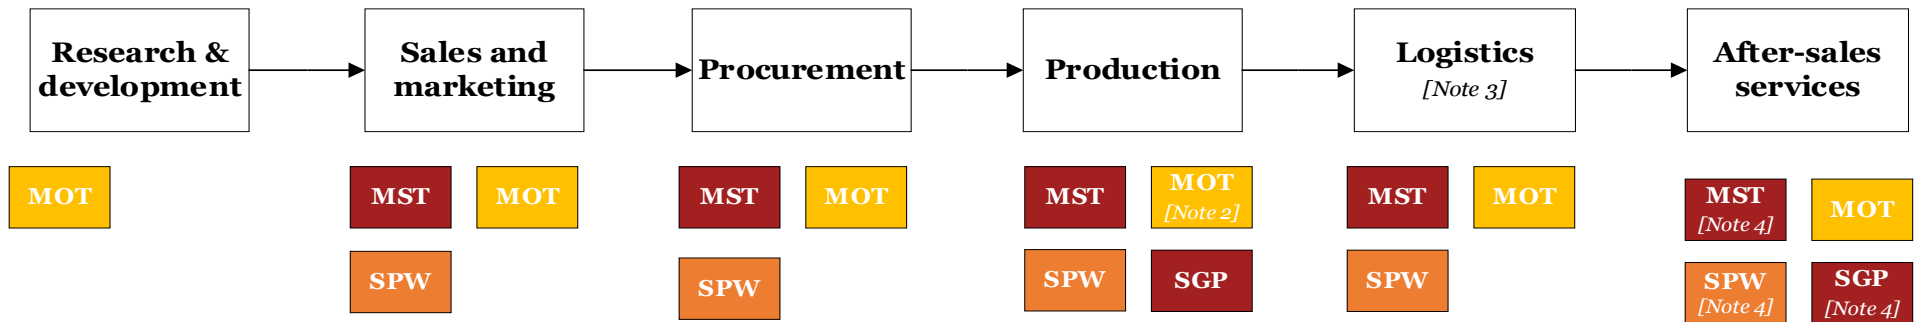 Research &
development
Sales and
marketing
Procurement
Production
Logistics
[Note 3]
After-sales
services
MOT
MST
MOT
SPW
MST
MOT
SPW
MST
MOT
[Note 2]
SPW
SGP
MST
MOT
SPW
MST
[Note 4]
MOT
SPW
[Note 4]
SGP
[Note 4]